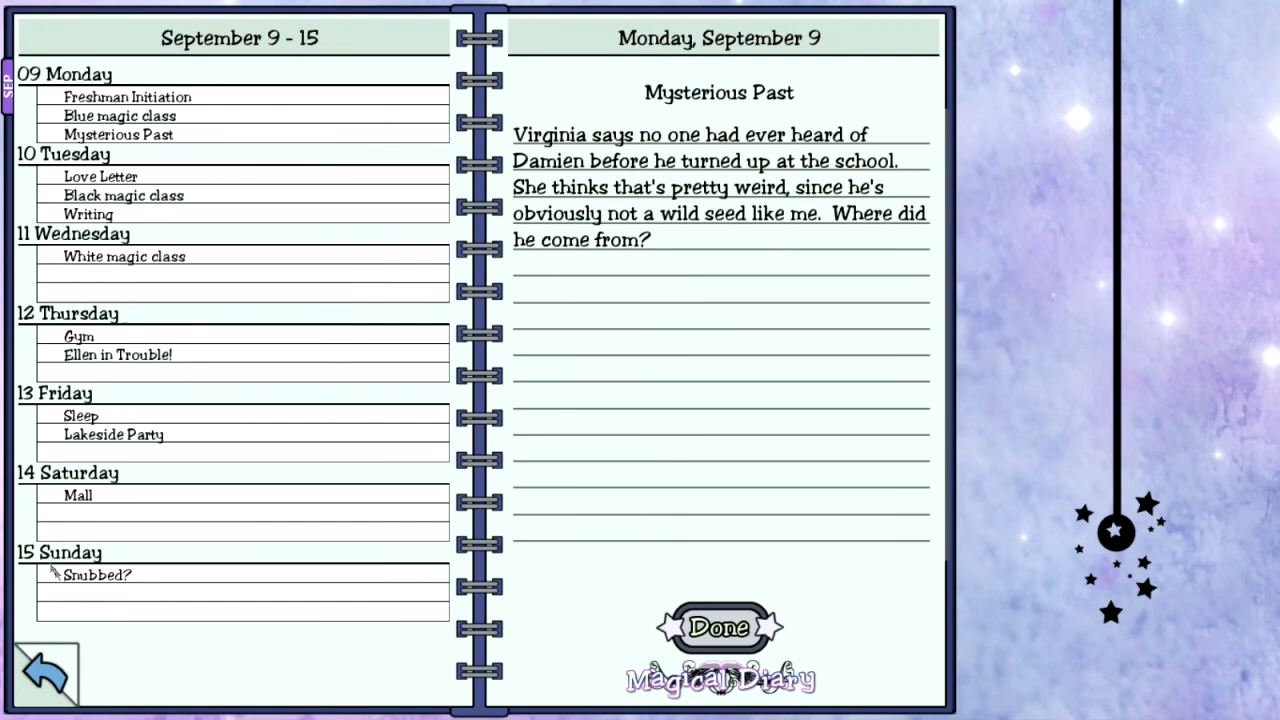 September 9 - 15
SEP
09 Monday
Freshman Initiation
Blue magic class
Mysterious Past
10 Tuesday
Love Letter
Black magic class
Writing
11 Wednesday
White magic class
12 Thursday
Gym
Ellen in Trouble!
13 Friday
Sleep
Lakeside Party
14 Saturday
Mall
15 Sunday
Snubbed?
Monday, September 9
Mysterious Past
Virginia says no one had ever heard of
Damien before he turned up at the school.
She thinks that's pretty weird, since he's
obviously not a wild seed like me. Where did
he come from?
Done
Magical Diary